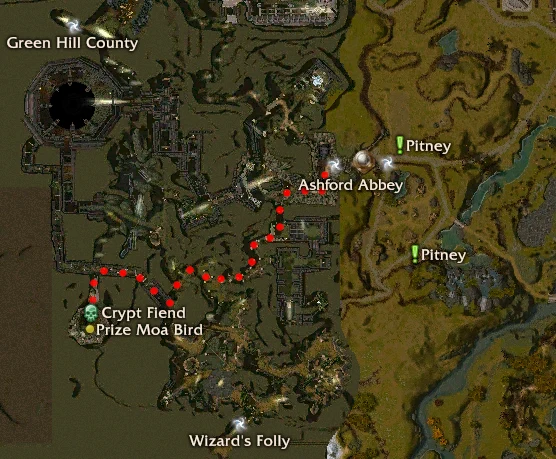 Green Hill County
Pitney
Ashford Abbey
Pitney
Crypt Fiend
Prize Moa Bird
Wizard's Folly